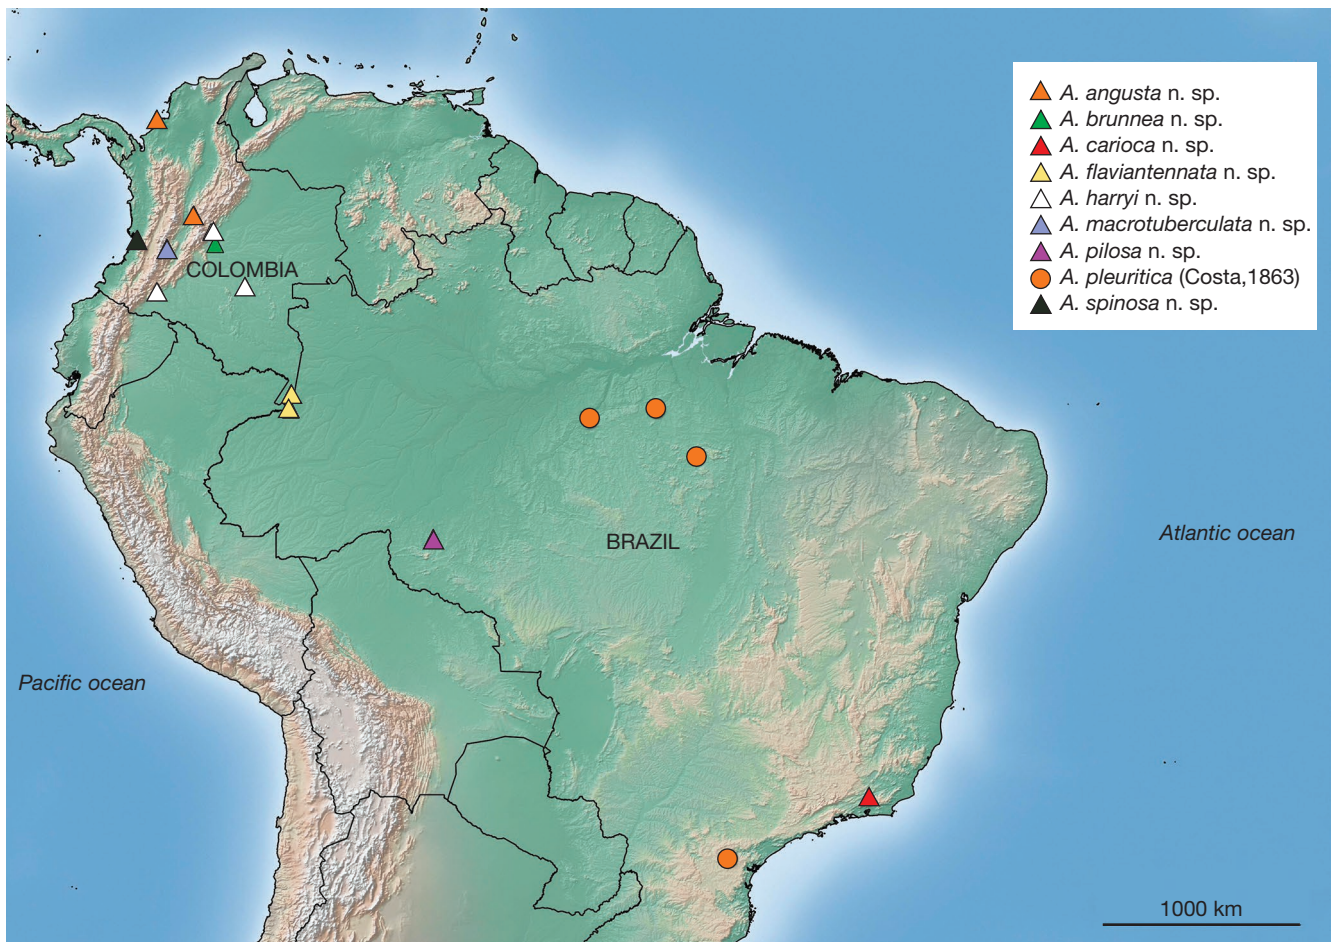 A. angusta n. sp.
A. brunnea n. sp.
A. carioca n. sp.
A. flaviantennata n. sp.
A. harryi n. sp.
A. macrotuberculata n. sp.
A. pilosa n. sp.
A. pleuritica (Costa,1863)
A. spinosa n. sp.
COLOMBIA
BRAZIL
Atlantic ocean
Pacific ocean
1000 km